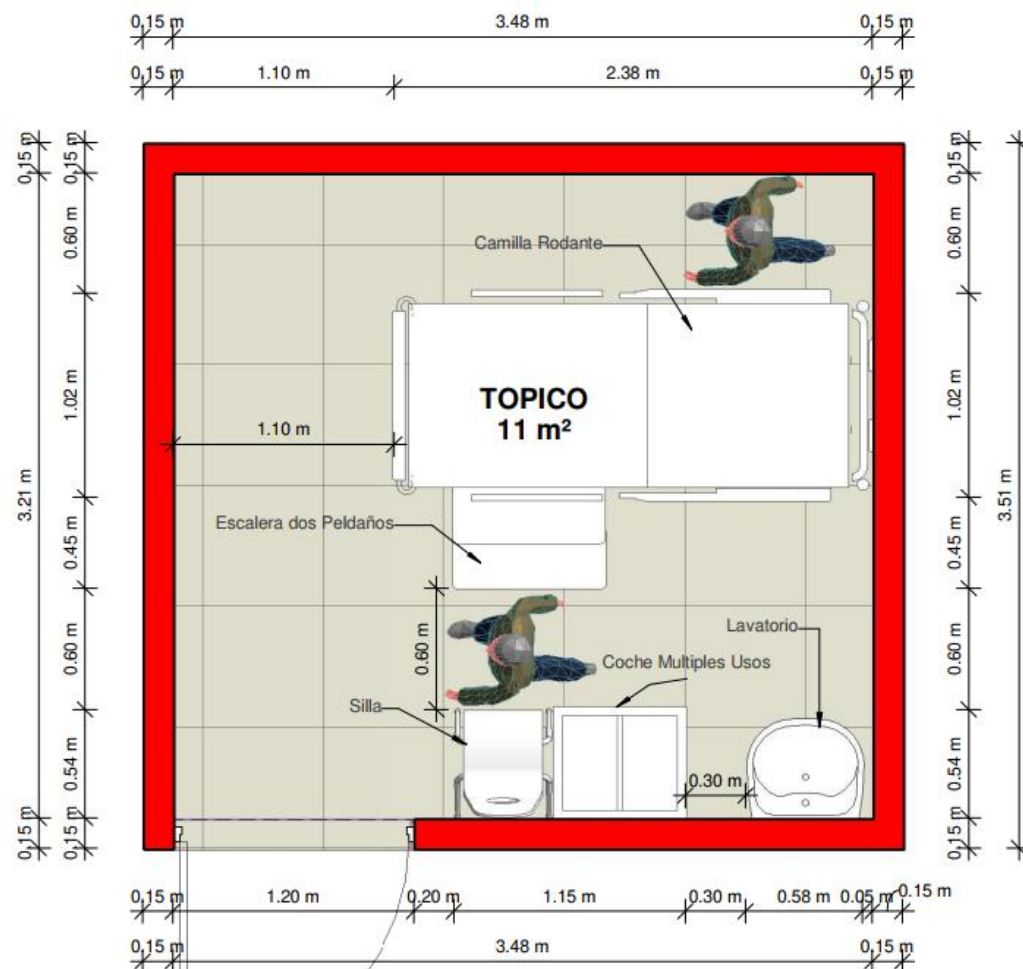 0.15 m 3.48 m 0.15 m
0.15 m 1.10 m 2.38 m 0.15 m
0.15 m 0.15 m 0.15 m
0.60 m 0.60 m
Camilla Rodante
TOPICO
11 m²
1.02 m 1.02 m
1.10 m
3.21 m 3.51 m
Escalera dos Peldaños
0.45 m 0.45 m
0.60 m 0.60 m 0.60 m
Lavatorio
Coche Multiples Usos
Silla
0.54 m 0.30 m 0.54 m
0.15 m 0.15 m 0.15 m
0.15 m 1.20 m 0.20 m 1.15 m 0.30 m 0.58 m 0.05 m 0.15 m
0.15 m 3.48 m 0.15 m